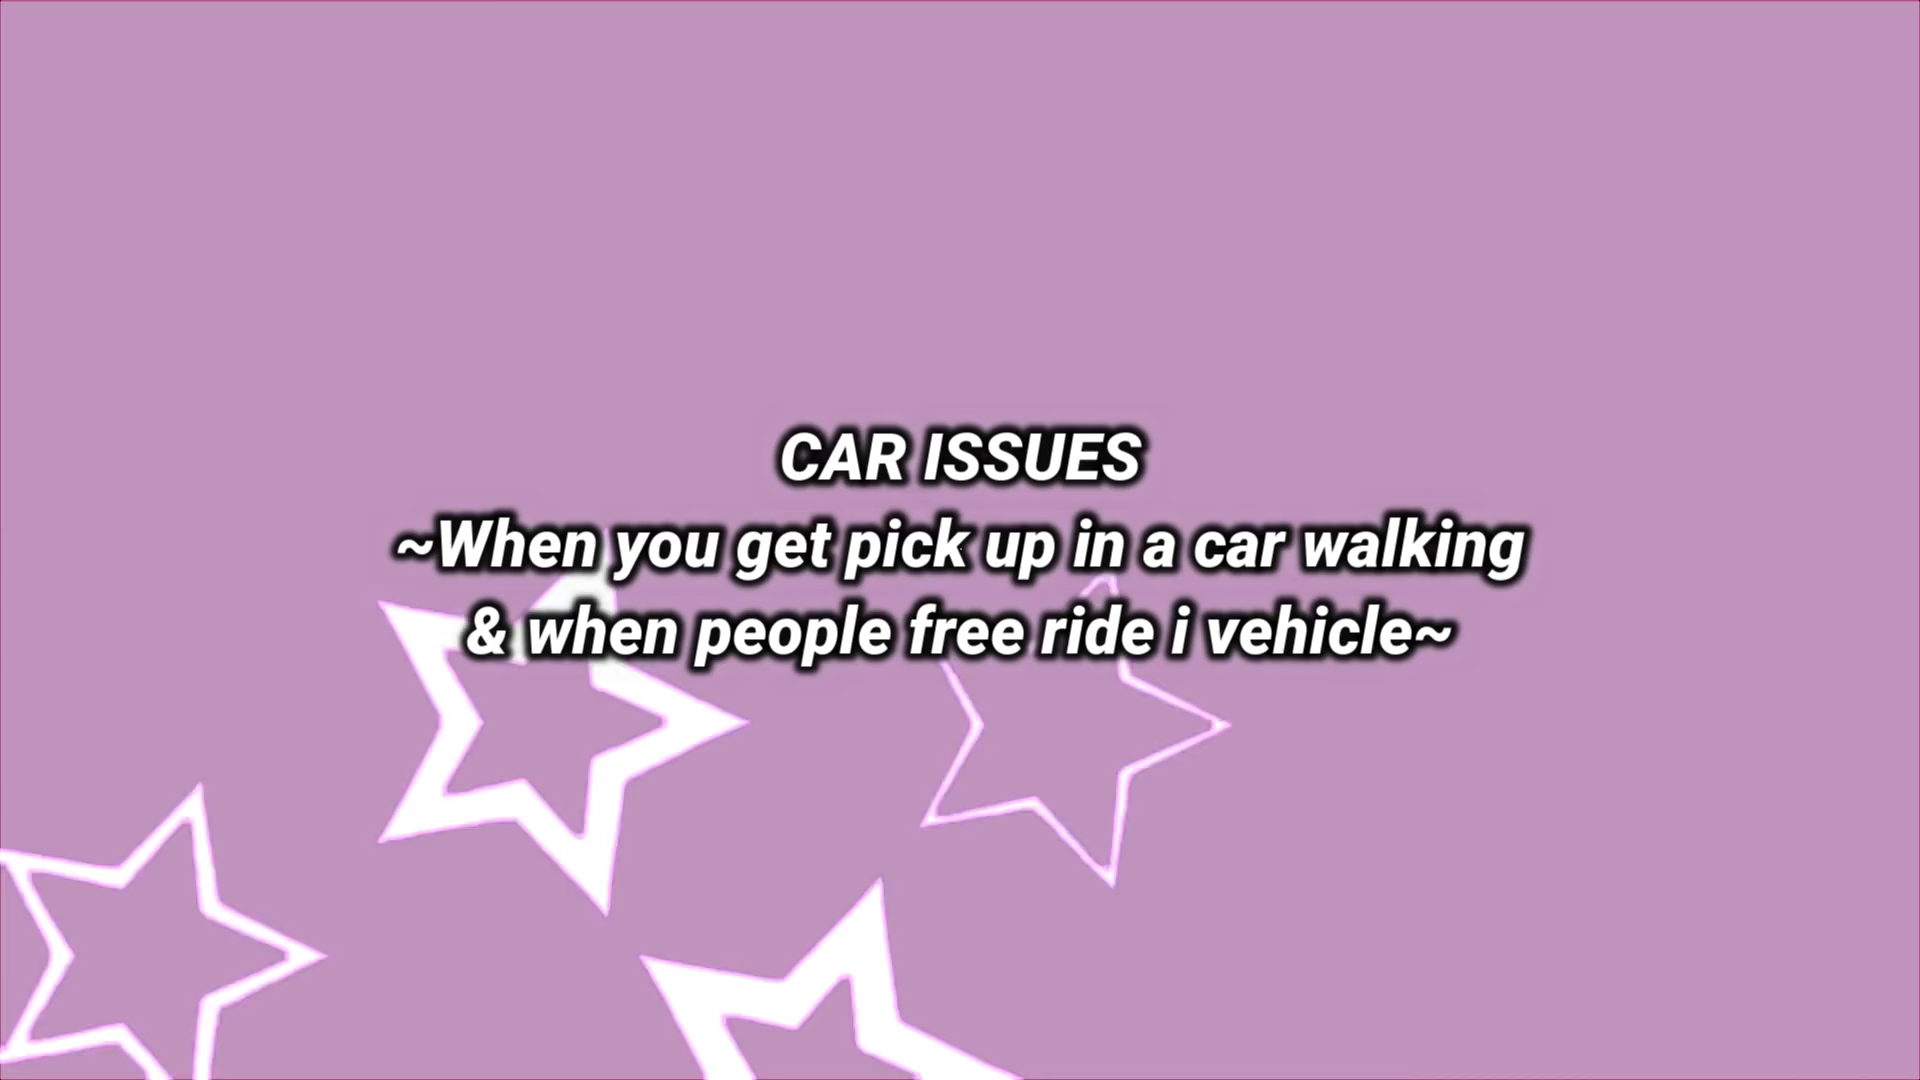 CAR ISSUES
~When you get pick up in a car walking
& when people free ride i vehicle~